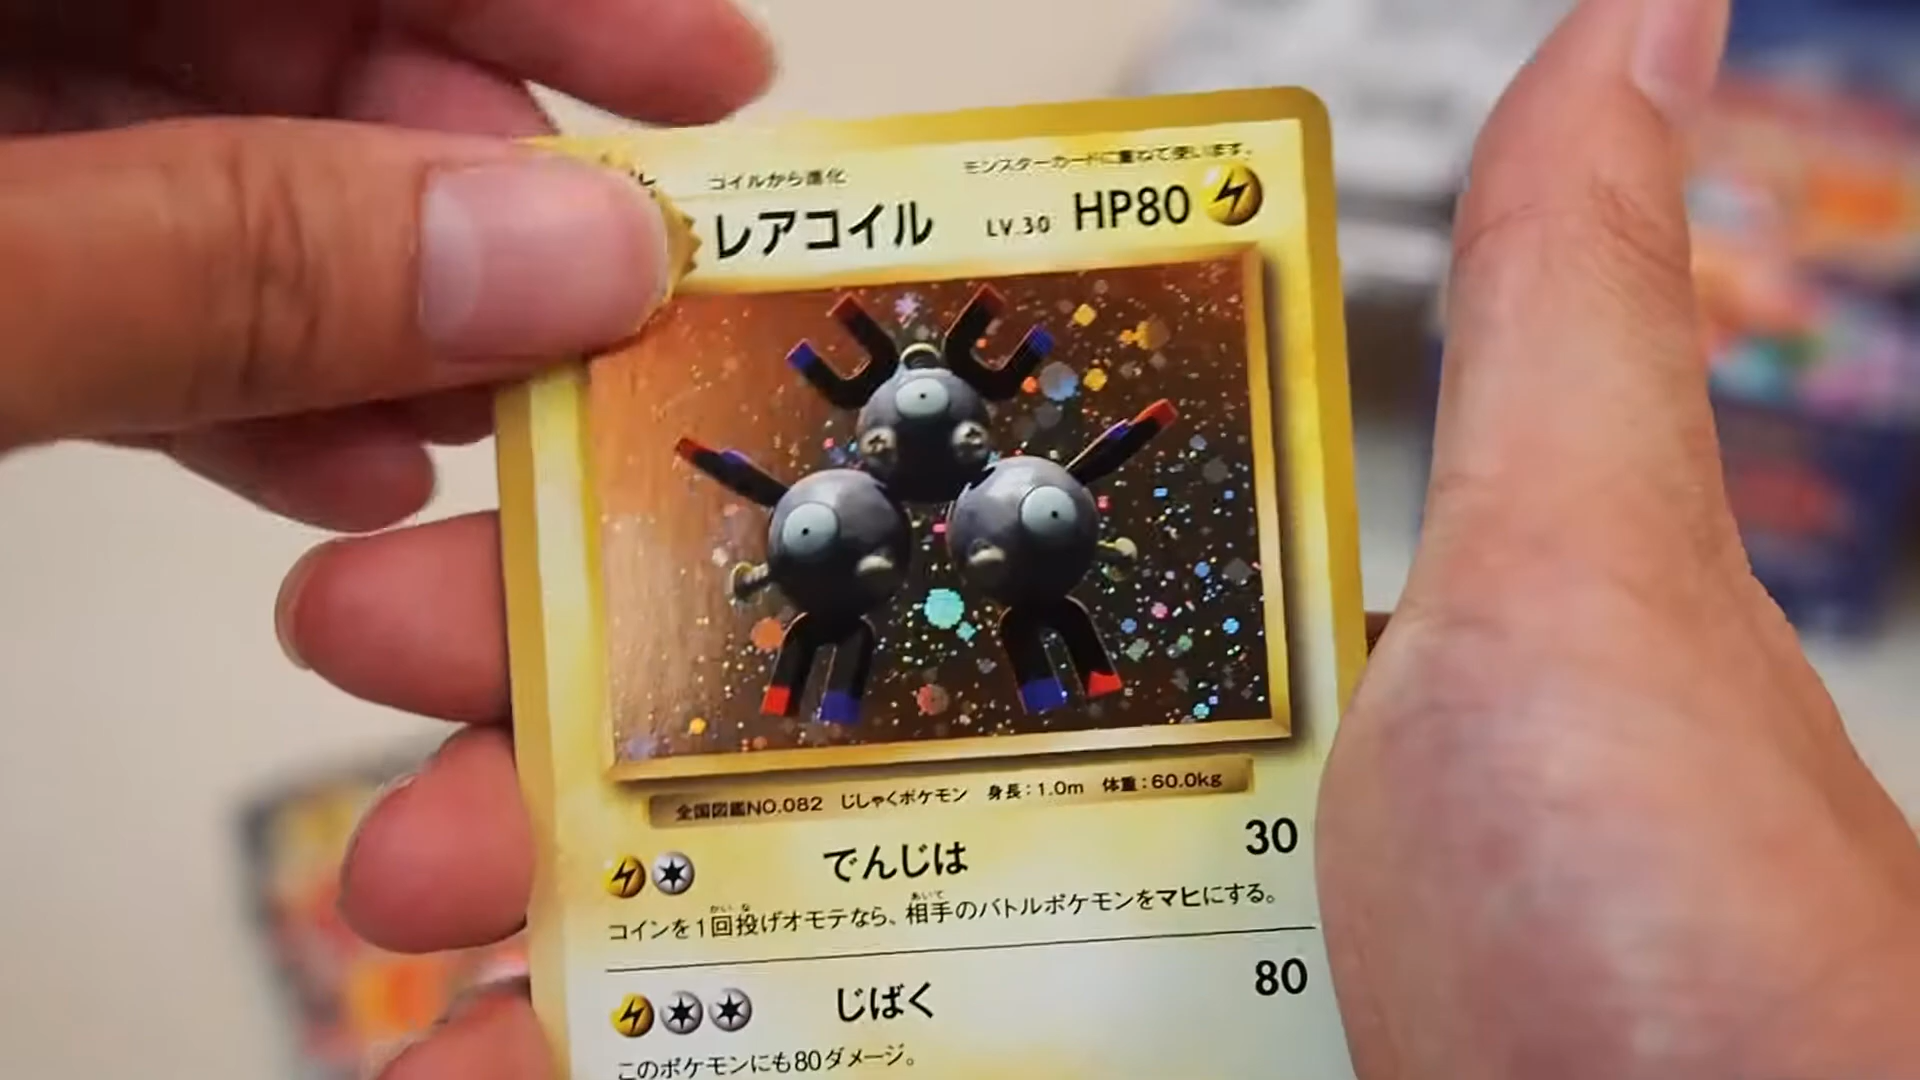 コイルから進化
モンスターカードに重ねて使います。
レアコイル LV.30 HP80
全国図鑑NO.082 じしゃくポケモン 身長:1.0m 体重:60.0kg
でんじは 30
コインを1回投げオモテなら、相手のバトルポケモンをマヒにする。
じばく 80
このポケモンにも80ダメージ。